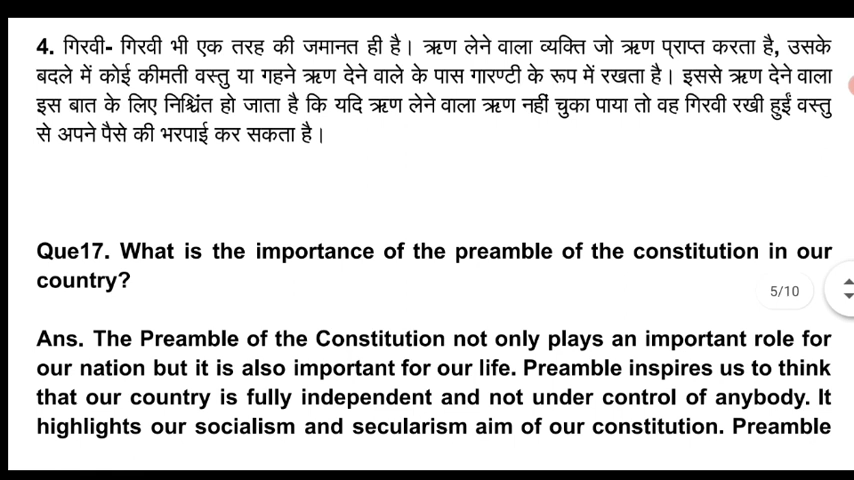 4. गिरवी- गिरवी भी एक तरह की जमानत ही है। ऋण लेने वाला व्यक्ति जो ऋण प्राप्त करता है, उसके
बदले में कोई कीमती वस्तु या गहने ऋण देने वाले के पास गारण्टी के रूप में रखता है। इससे ऋण देने वाला
इस बात के लिए निश्चिंत हो जाता है कि यदि ऋण लेने वाला ऋण नहीं चुका पाया तो वह गिरवी रखी हुईं वस्तु
से अपने पैसे की भरपाई कर सकता है।
Que17. What is the importance of the preamble of the constitution in our
country?
5/10
Ans. The Preamble of the Constitution not only plays an important role for
our nation but it is also important for our life. Preamble inspires us to think
that our country is fully independent and not under control of anybody. It
highlights our socialism and secularism aim of our constitution. Preamble